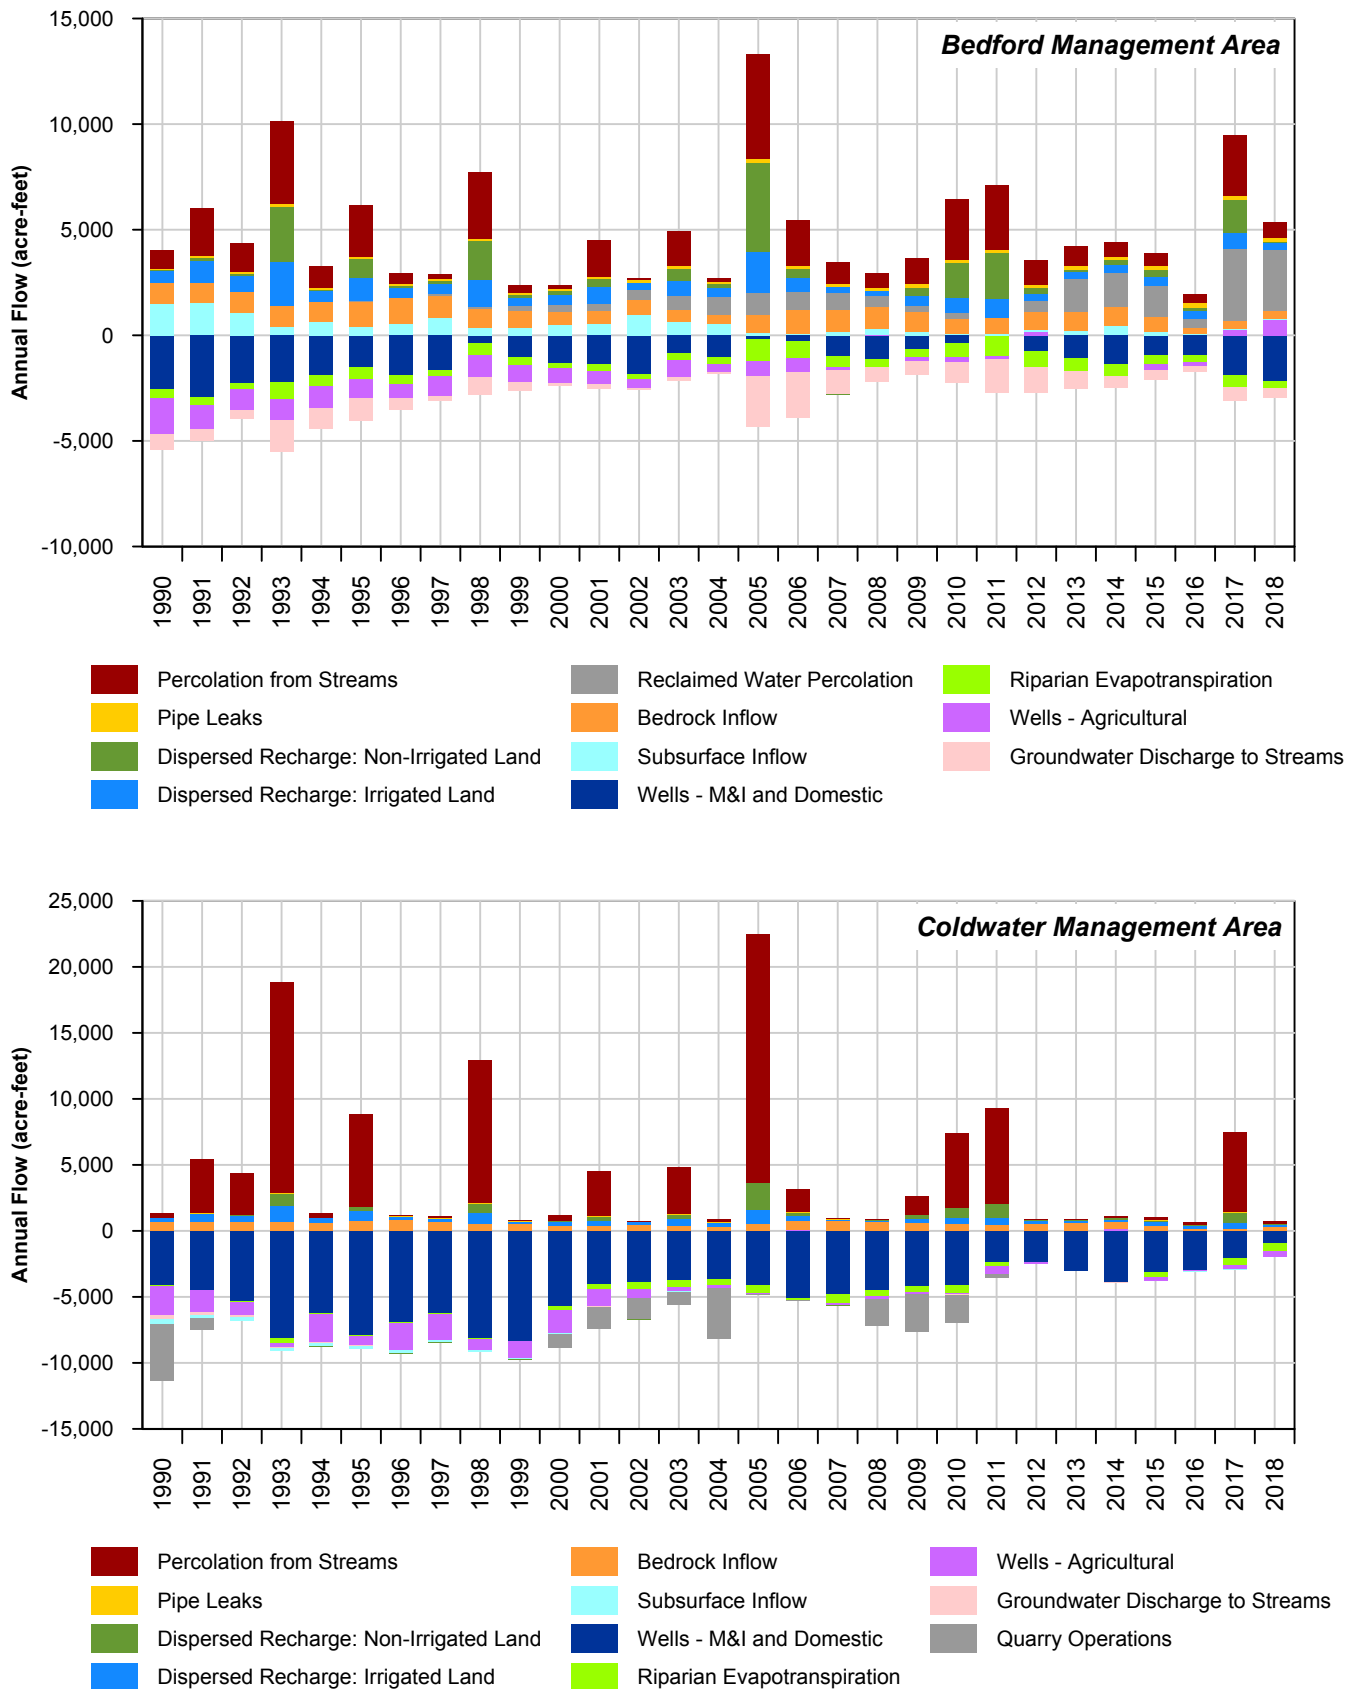 Bedford Management Area
Annual Flow (acre-feet)
15,000
10,000
5,000
0
-5,000
-10,000
1990 1991 1992 1993 1994 1995 1996 1997 1998 1999 2000 2001 2002 2003 2004 2005 2006 2007 2008 2009 2010 2011 2012 2013 2014 2015 2016 2017 2018
Percolation from Streams
Pipe Leaks
Dispersed Recharge: Non-Irrigated Land
Dispersed Recharge: Irrigated Land
Reclaimed Water Percolation
Bedrock Inflow
Subsurface Inflow
Wells - M&I and Domestic
Riparian Evapotranspiration
Wells - Agricultural
Groundwater Discharge to Streams
Coldwater Management Area
Annual Flow (acre-feet)
25,000
20,000
15,000
10,000
5,000
0
-5,000
-10,000
-15,000
1990 1991 1992 1993 1994 1995 1996 1997 1998 1999 2000 2001 2002 2003 2004 2005 2006 2007 2008 2009 2010 2011 2012 2013 2014 2015 2016 2017 2018
Percolation from Streams
Pipe Leaks
Dispersed Recharge: Non-Irrigated Land
Dispersed Recharge: Irrigated Land
Bedrock Inflow
Subsurface Inflow
Wells - M&I and Domestic
Riparian Evapotranspiration
Wells - Agricultural
Groundwater Discharge to Streams
Quarry Operations